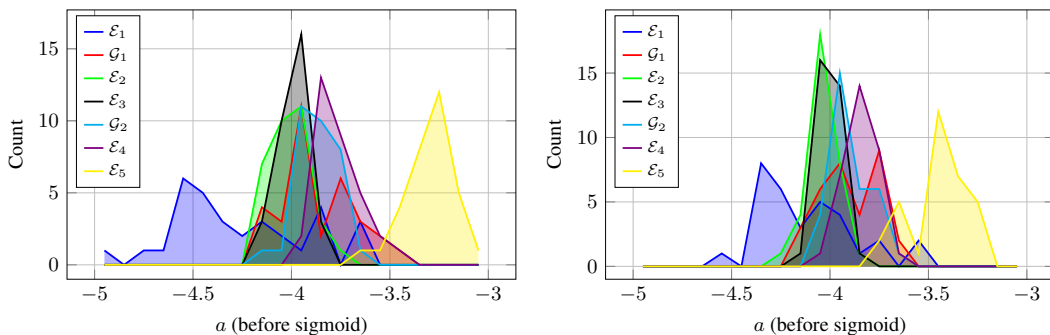 15
10
5
0
Count
ℰ₁
𝒢₁
ℰ₂
ℰ₃
𝒢₂
ℰ₄
ℰ₅
−5 −4.5 −4 −3.5 −3
a (before sigmoid)
15
10
5
0
Count
ℰ₁
𝒢₁
ℰ₂
ℰ₃
𝒢₂
ℰ₄
ℰ₅
−5 −4.5 −4 −3.5 −3
a (before sigmoid)